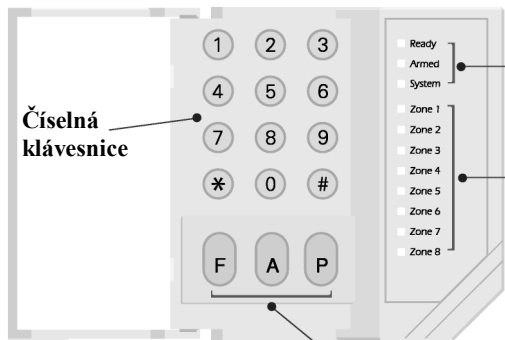 Číselná
klávesnice
1 2 3
4 5 6
7 8 9
* 0 #
F A P
Ready
Armed
System
Zone 1
Zone 2
Zone 3
Zone 4
Zone 5
Zone 6
Zone 7
Zone 8